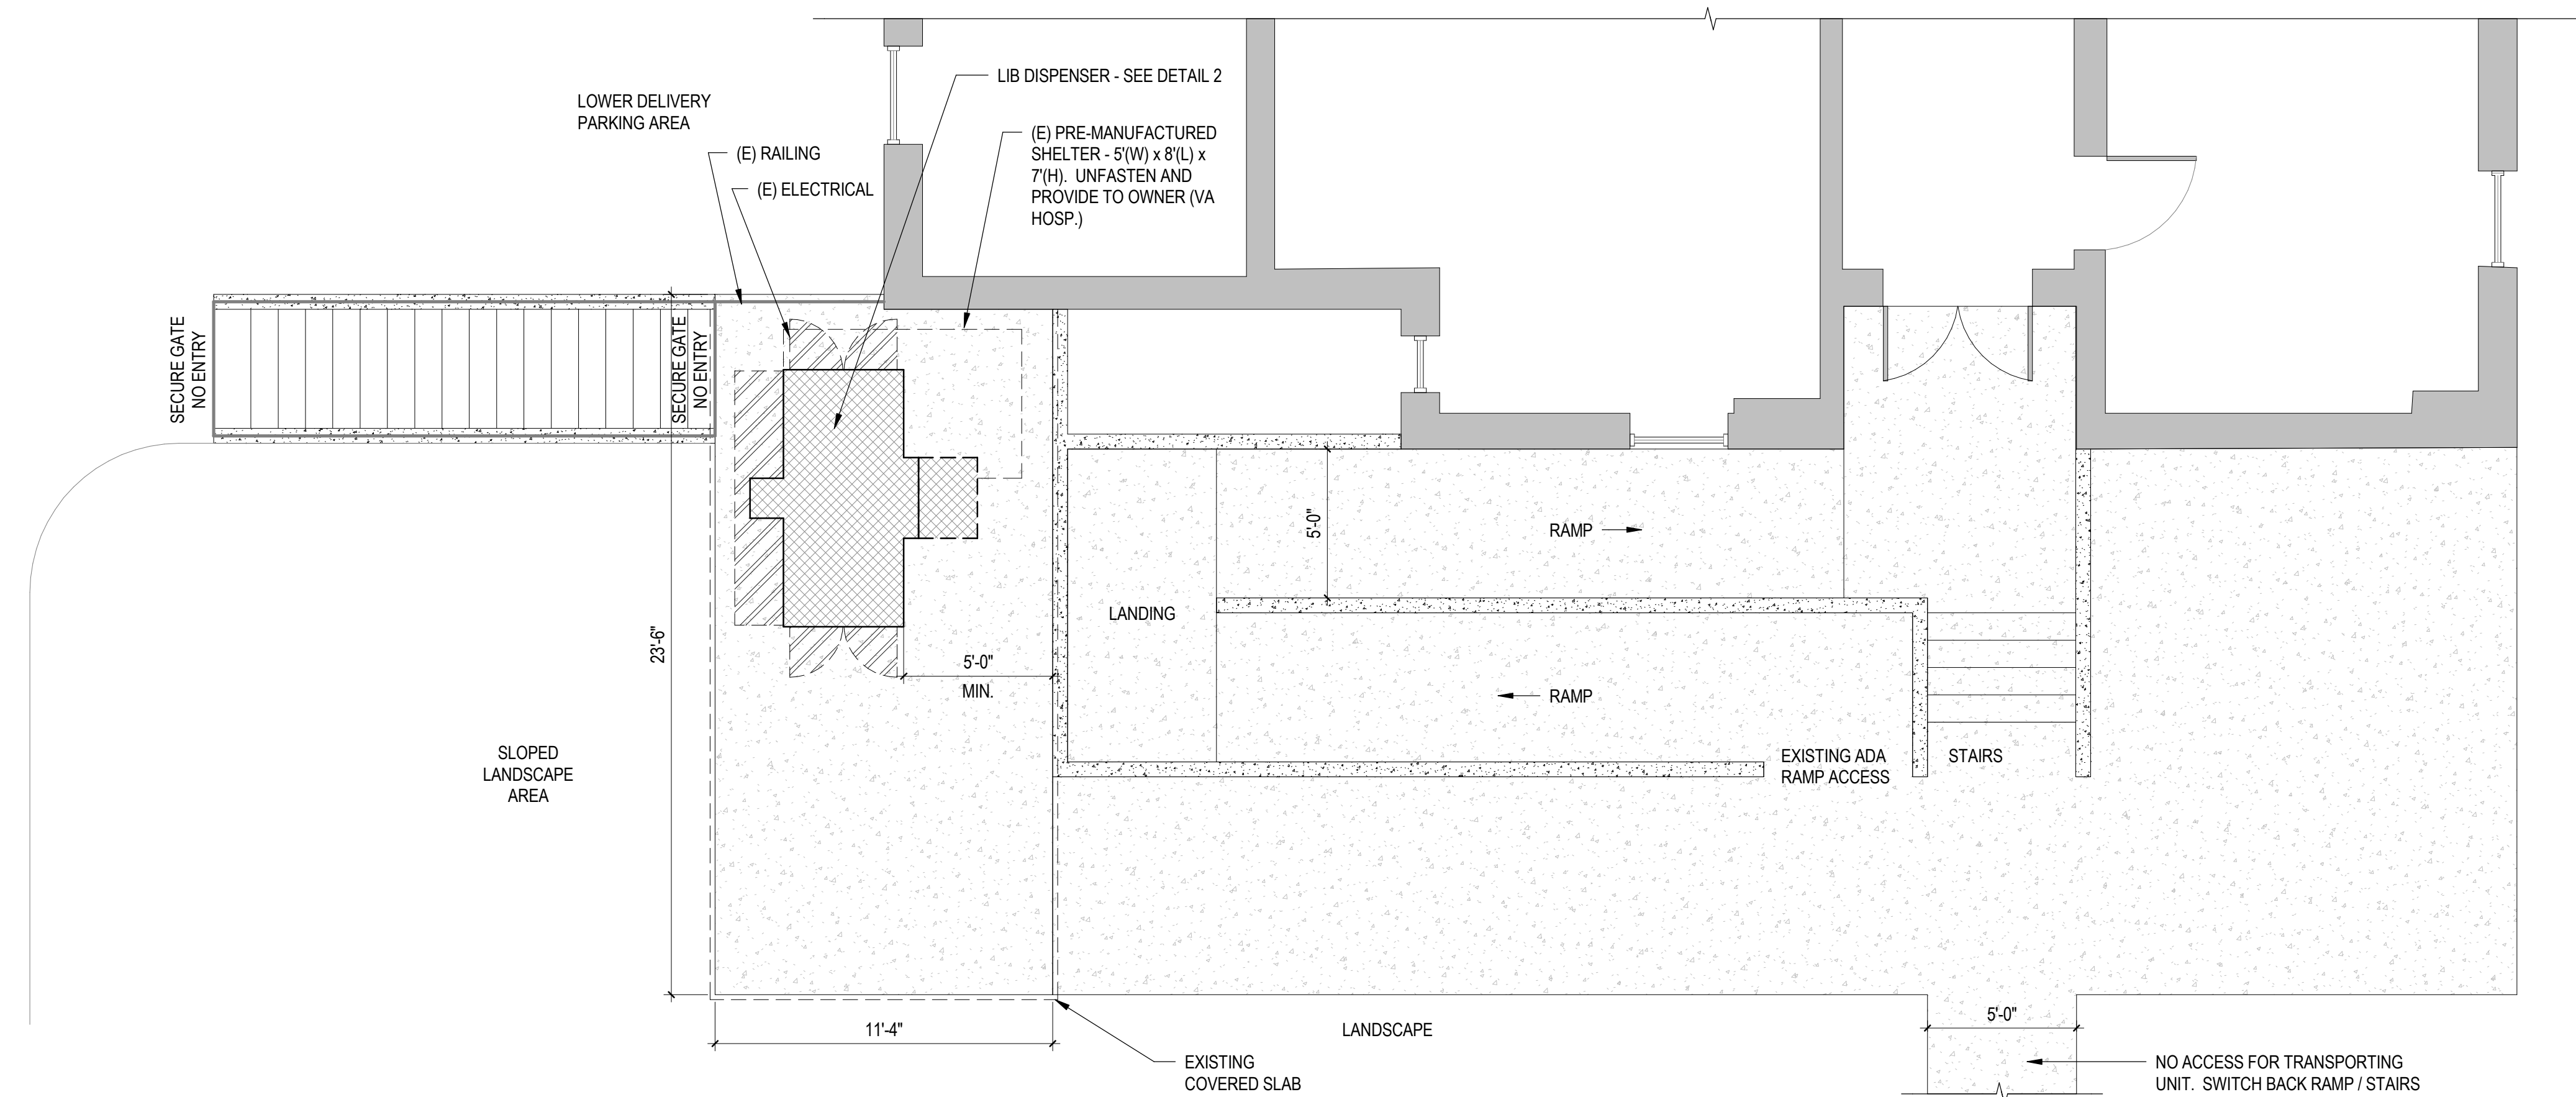 LIB DISPENSER - SEE DETAIL 2
LOWER DELIVERY
PARKING AREA
(E) PRE-MANUFACTURED
SHELTER - 5'(W) x 8'(L) x
7'(H).  UNFASTEN AND
PROVIDE TO OWNER (VA
HOSP.)
(E) RAILING
(E) ELECTRICAL
SECURE GATE
NO ENTRY
SECURE GATE
NO ENTRY
5'-0"
RAMP
LANDING
23'-6"
5'-0"
MIN.
RAMP
SLOPED
LANDSCAPE
AREA
EXISTING ADA
RAMP ACCESS
STAIRS
11'-4"
LANDSCAPE
5'-0"
EXISTING
COVERED SLAB
NO ACCESS FOR TRANSPORTING
UNIT.  SWITCH BACK RAMP / STAIRS